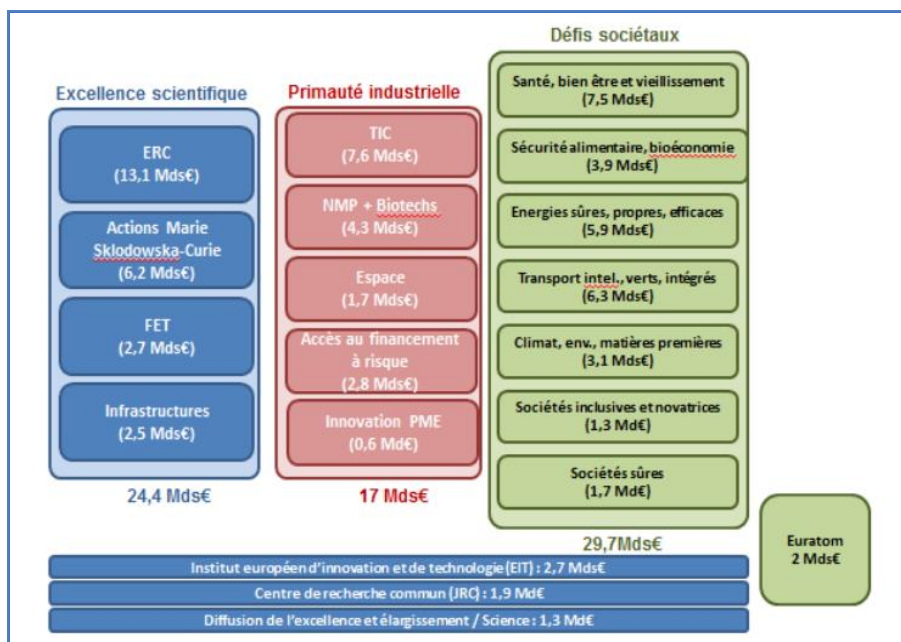 Excellence scientifique
ERC
(13,1 Mds€)
Actions Marie
Sklodowska-Curie
(6,2 Mds€)
FET
(2,7 Mds€)
Infrastructures
(2,5 Mds€)
24,4 Mds€
Primauté industrielle
TIC
(7,6 Mds€)
NMP + Biotechs
(4,3 Mds€)
Espace
(1,7 Mds€)
Accès au financement
à risque
(2,8 Mds€)
Innovation PME
(0,6 Md€)
17 Mds€
Défis sociétaux
Santé, bien être et vieillissement
(7,5 Mds€)
Sécurité alimentaire, bioéconomie
(3,9 Mds€)
Energies sûres, propres, efficaces
(5,9 Mds€)
Transport intel., verts, intégrés
(6,3 Mds€)
Climat, env., matières premières
(3,1 Mds€)
Sociétés inclusives et novatrices
(1,3 Md€)
Sociétés sûres
(1,7 Md€)
29,7Mds€
Euratom
2 Mds€
Institut européen d'innovation et de technologie (EIT) : 2,7 Mds€
Centre de recherche commun (JRC) : 1,9 Md€
Diffusion de l'excellence et élargissement / Science : 1,3 Md€